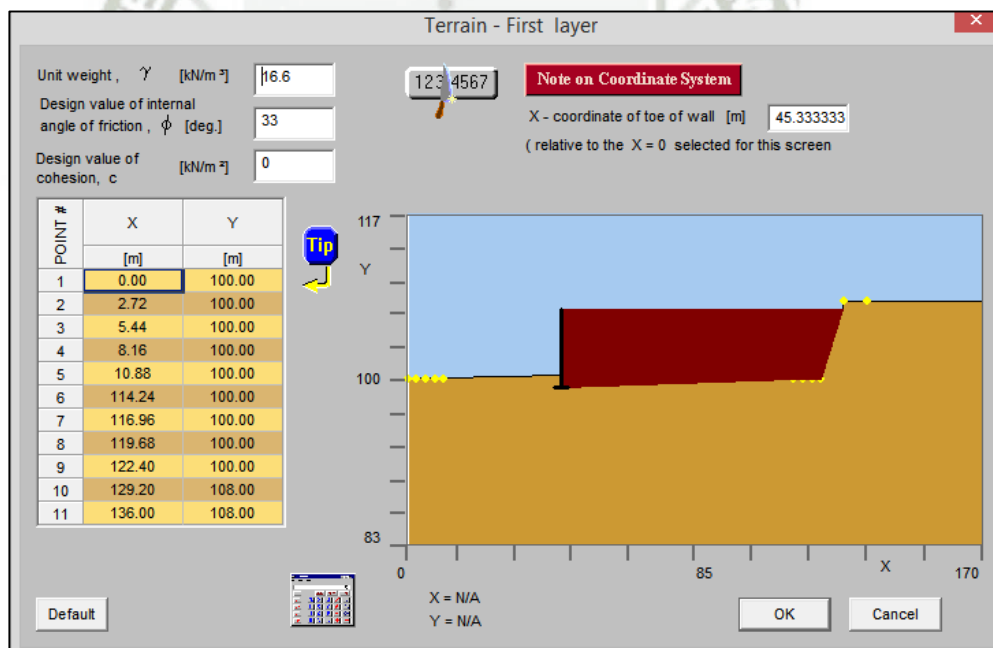 Terrain - First layer
×
Unit weight , γ [kN/m ³] 16.6
Design value of internal
angle of friction , ϕ [deg.] 33
Design value of
cohesion, c [kN/m ²] 0
123 4567
Note on Coordinate System
X - coordinate of toe of wall [m] 45.333333
( relative to the X = 0 selected for this screen
POINT # X Y
[m] [m]
1 0.00 100.00
2 2.72 100.00
3 5.44 100.00
4 8.16 100.00
5 10.88 100.00
6 114.24 100.00
7 116.96 100.00
8 119.68 100.00
9 122.40 100.00
10 129.20 108.00
11 136.00 108.00
Tip
117
Y
100
83
0 85 X 170
X = N/A
Y = N/A
Default
OK
Cancel